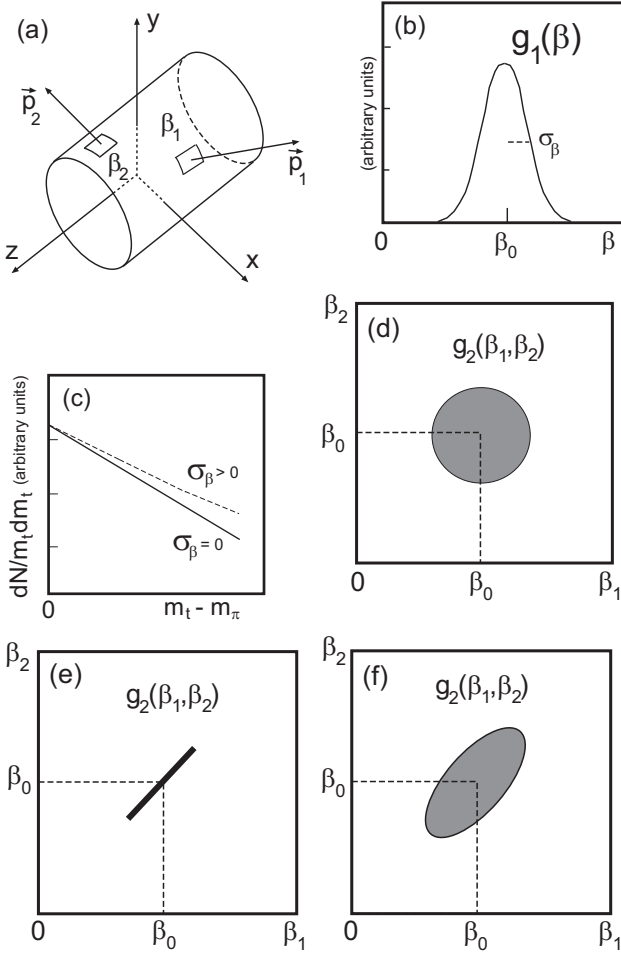 (a)
y
p⃗₂
β₁
β₂
p⃗₁
z
x
(b)
g₁(β)
(arbitrary units)
σᵦ
0
β₀
β
(c)
dN/mₜdmₜ (arbitrary units)
σᵦ > 0
σᵦ = 0
0
mₜ - m_π
(d)
β₂
g₂(β₁,β₂)
β₀
0
β₀
β₁
(e)
β₂
g₂(β₁,β₂)
β₀
0
β₀
β₁
(f)
β₂
g₂(β₁,β₂)
β₀
0
β₀
β₁